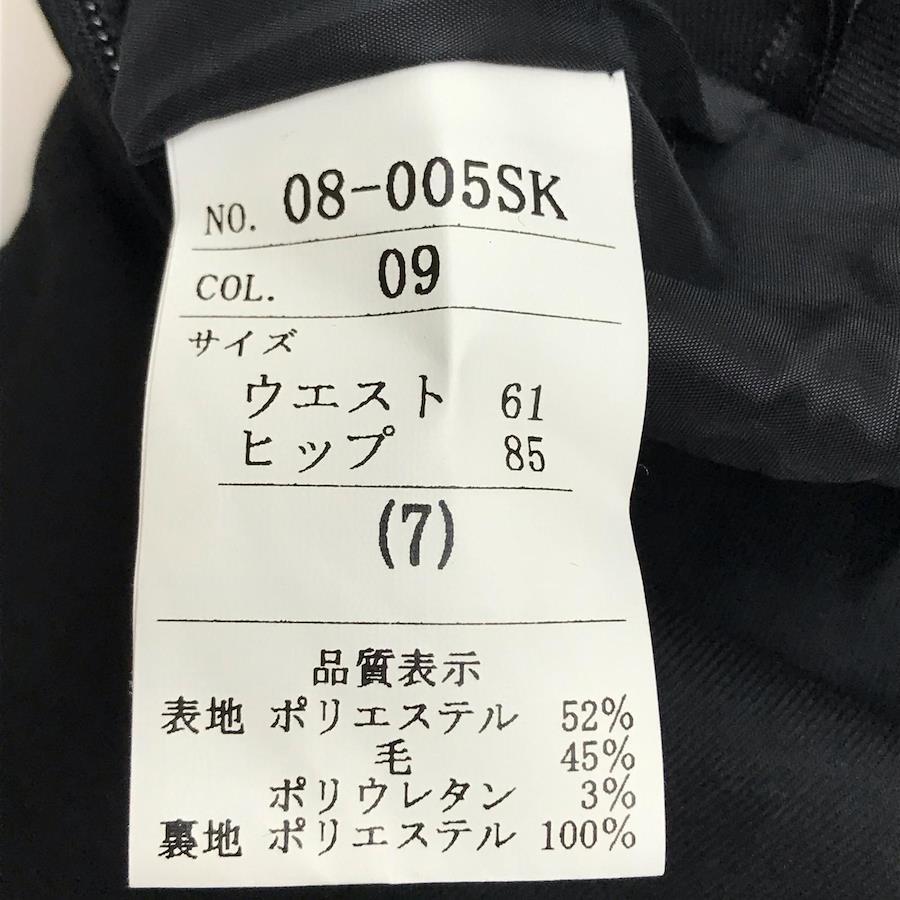 NO. 08-005SK
COL. 09
サイズ
ウエスト 61
ヒップ 85
(7)
品質表示
表地 ポリエステル 52%
毛 45%
ポリウレタン 3%
裏地 ポリエステル 100%